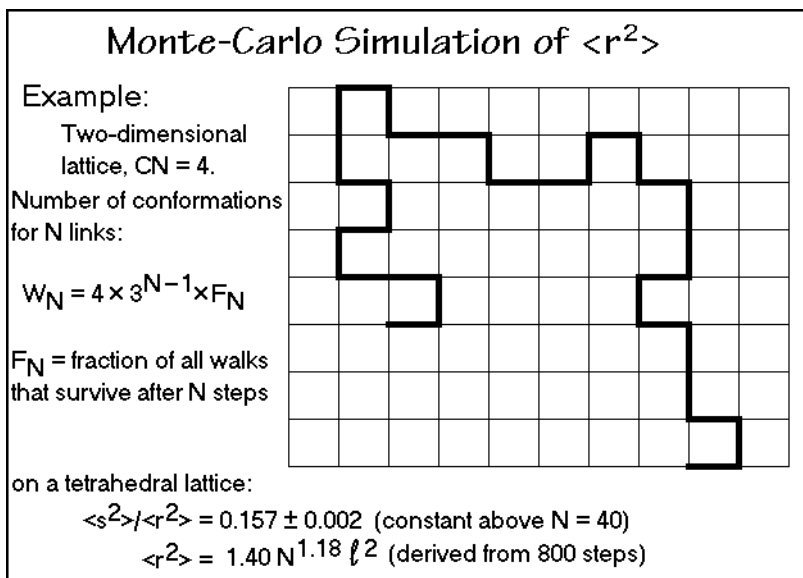 Monte-Carlo Simulation of <r²>
Example:
Two-dimensional
lattice, CN = 4.
Number of conformations
for N links:
W_N = 4 × 3^{N−1} × F_N
F_N = fraction of all walks
that survive after N steps
on a tetrahedral lattice:
<s²>/<r²> = 0.157 ± 0.002 (constant above N = 40)
<r²> = 1.40 N^{1.18} ℓ² (derived from 800 steps)